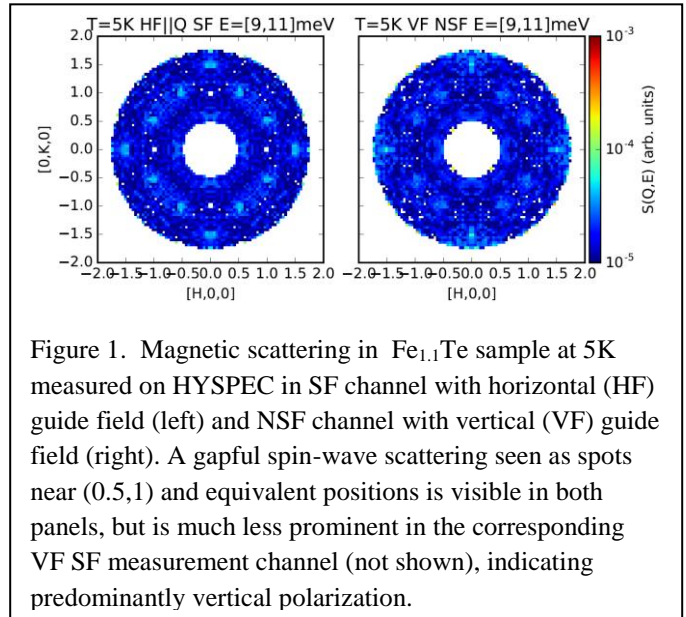 T=5K HF||Q SF E=[9,11]meV
T=5K VF NSF E=[9,11]meV
2.0
1.5
1.0
0.5
0.0
−0.5
−1.0
−1.5
−2.0
[0,K,0]
−2.0−1.5−1.0−0.5 0.0 0.5 1.0 1.5 2.0
−2.0−1.5−1.0−0.5 0.0 0.5 1.0 1.5 2.0
[H,0,0]
[H,0,0]
10⁻³
10⁻⁴
10⁻⁵
S(Q,E) (arb. units)
Figure 1. Magnetic scattering in Fe₁.₁Te sample at 5K
measured on HYSPEC in SF channel with horizontal (HF)
guide field (left) and NSF channel with vertical (VF) guide
field (right). A gapful spin-wave scattering seen as spots
near (0.5,1) and equivalent positions is visible in both
panels, but is much less prominent in the corresponding
VF SF measurement channel (not shown), indicating
predominantly vertical polarization.